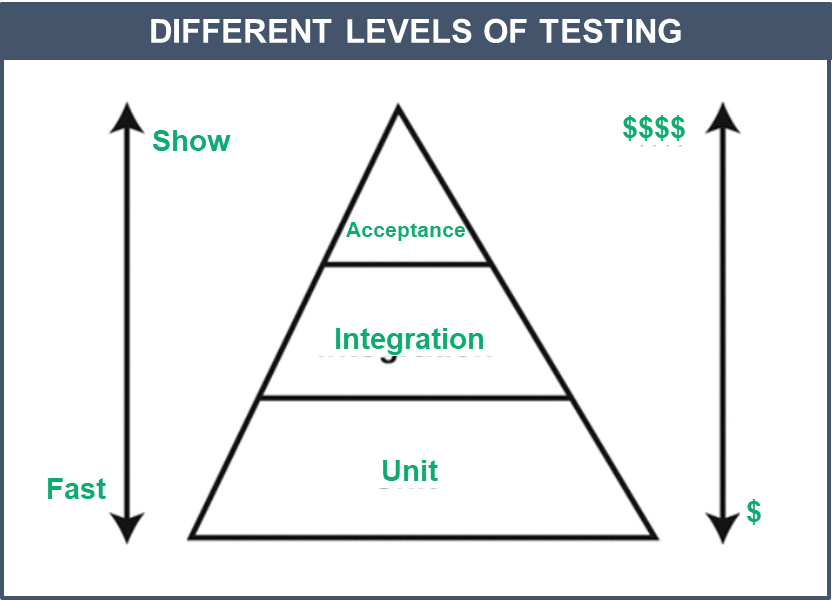 DIFFERENT LEVELS OF TESTING
Show
$$$$
Acceptance
Integration
Unit
Fast
$